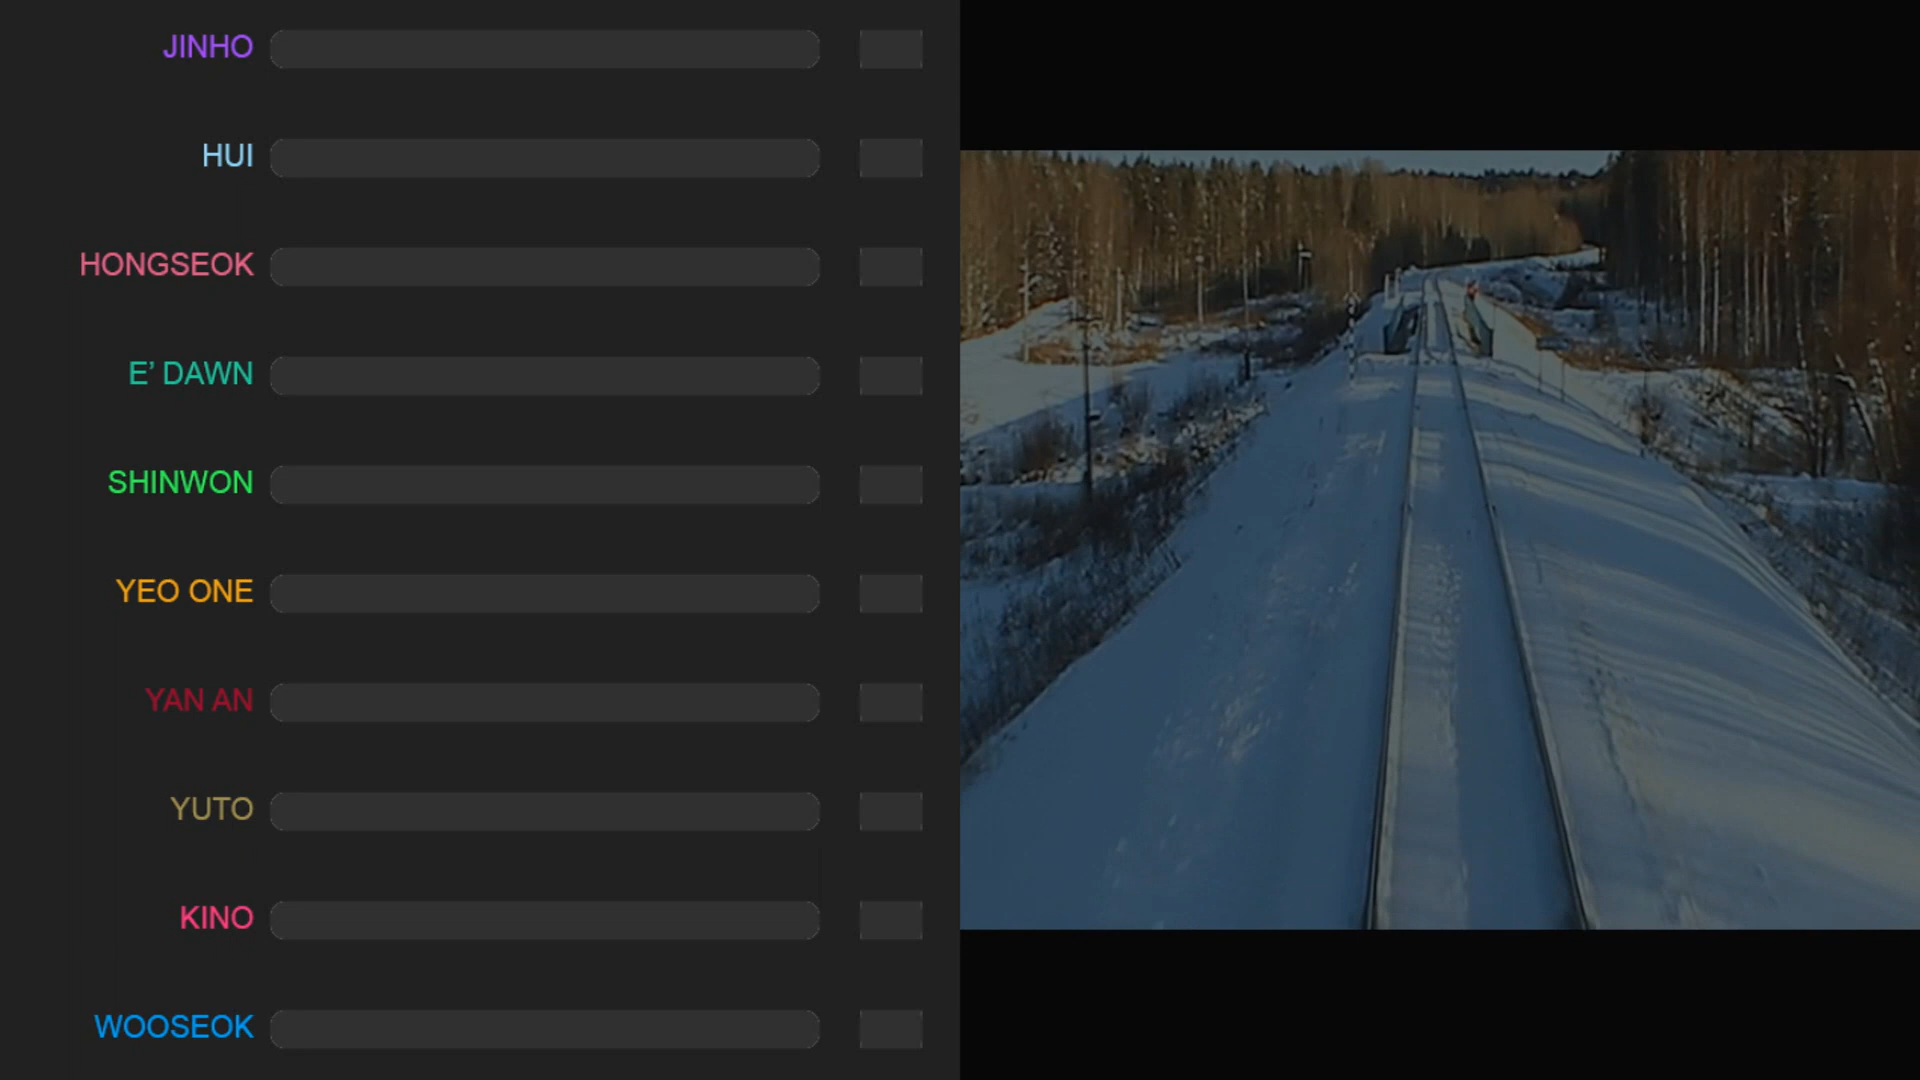 JINHO
HUI
HONGSEOK
E’ DAWN
SHINWON
YEO ONE
YAN AN
YUTO
KINO
WOOSEOK